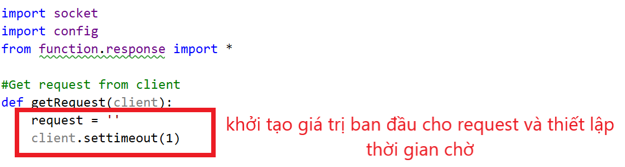 import socket
import config
from function.response import *
#Get request from client
def getRequest(client):
request = ''
client.settimeout(1)
khởi tạo giá trị ban đầu cho request và thiết lập
thời gian chờ